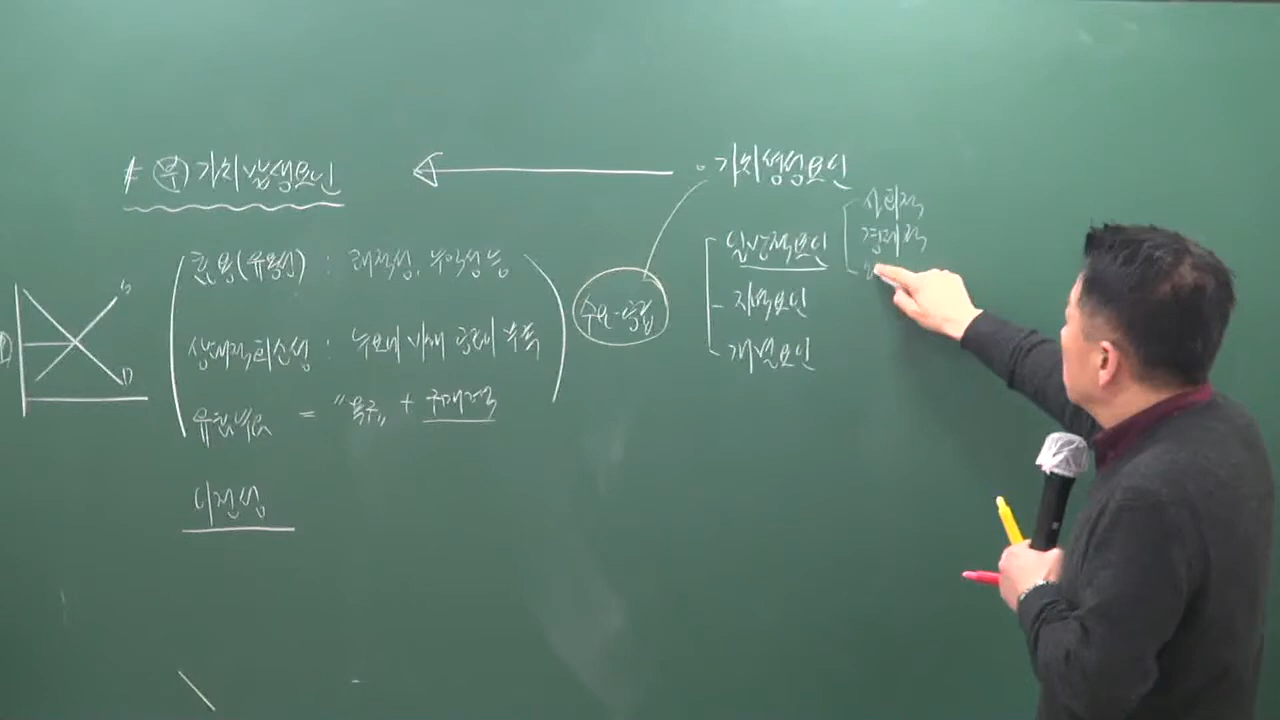 # 부) 가치발생요인
효용(유용성) : 쾌적성, 수익성 등
상대적희소성 : 수요에 비해 공급이 부족
유효수요 = "욕구" + 구매력
이전성
S
D
수요-공급
가치형성요인
일반적요인
지역요인
개별요인
사회적
경제적